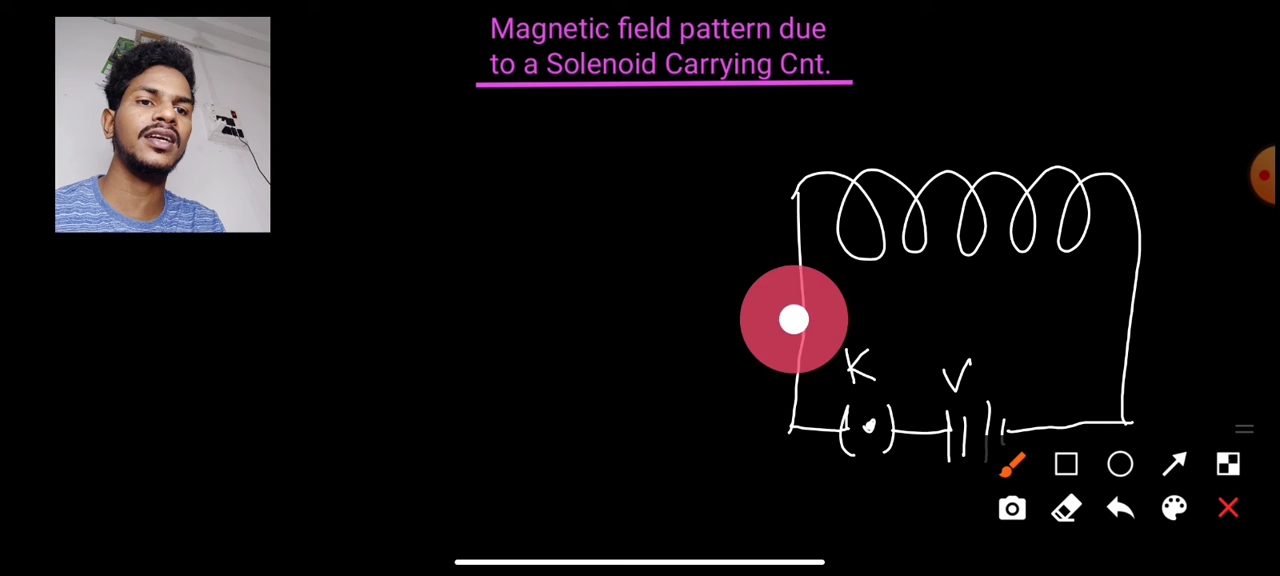 Magnetic field pattern due
to a Solenoid Carrying Cnt.
K V